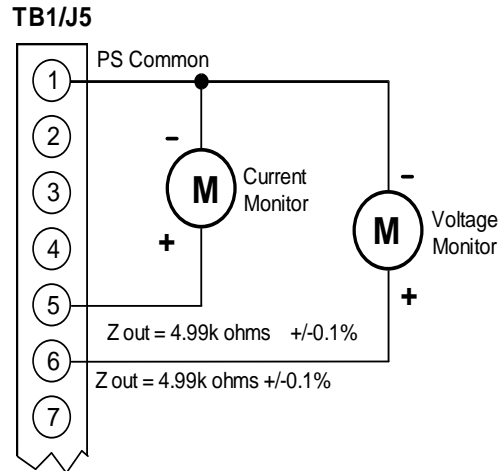 TB1/J5
PS Common
1
2
3
4
5
6
7
-
M
+
Current
Monitor
-
M
+
Voltage
Monitor
Z out = 4.99k ohms +/-0.1%
Z out = 4.99k ohms +/-0.1%